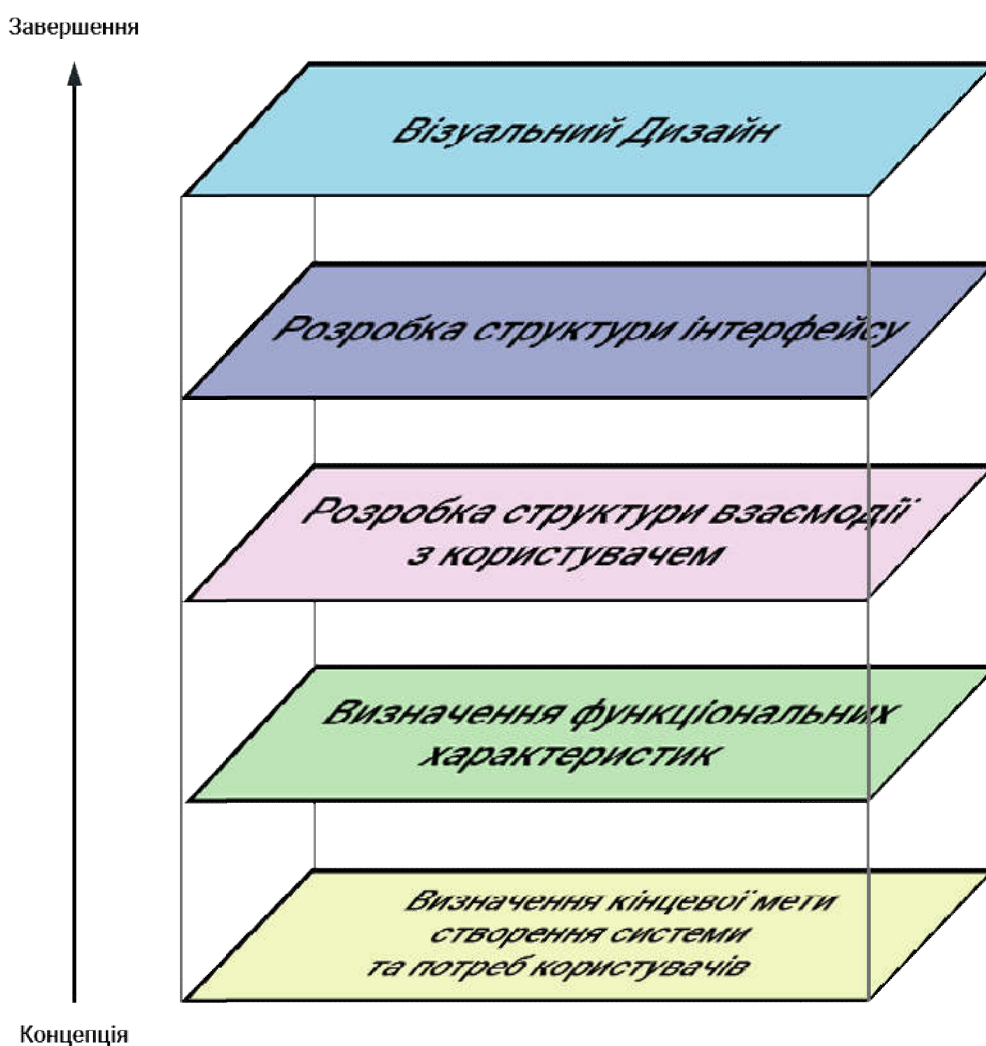 Завершення
Візуальний Дизайн
Розробка структури інтерфейсу
Розробка структури взаємодії
з користувачем
Визначення функціональних
характеристик
Визначення кінцевої мети
створення системи
та потреб користувачів
Концепція